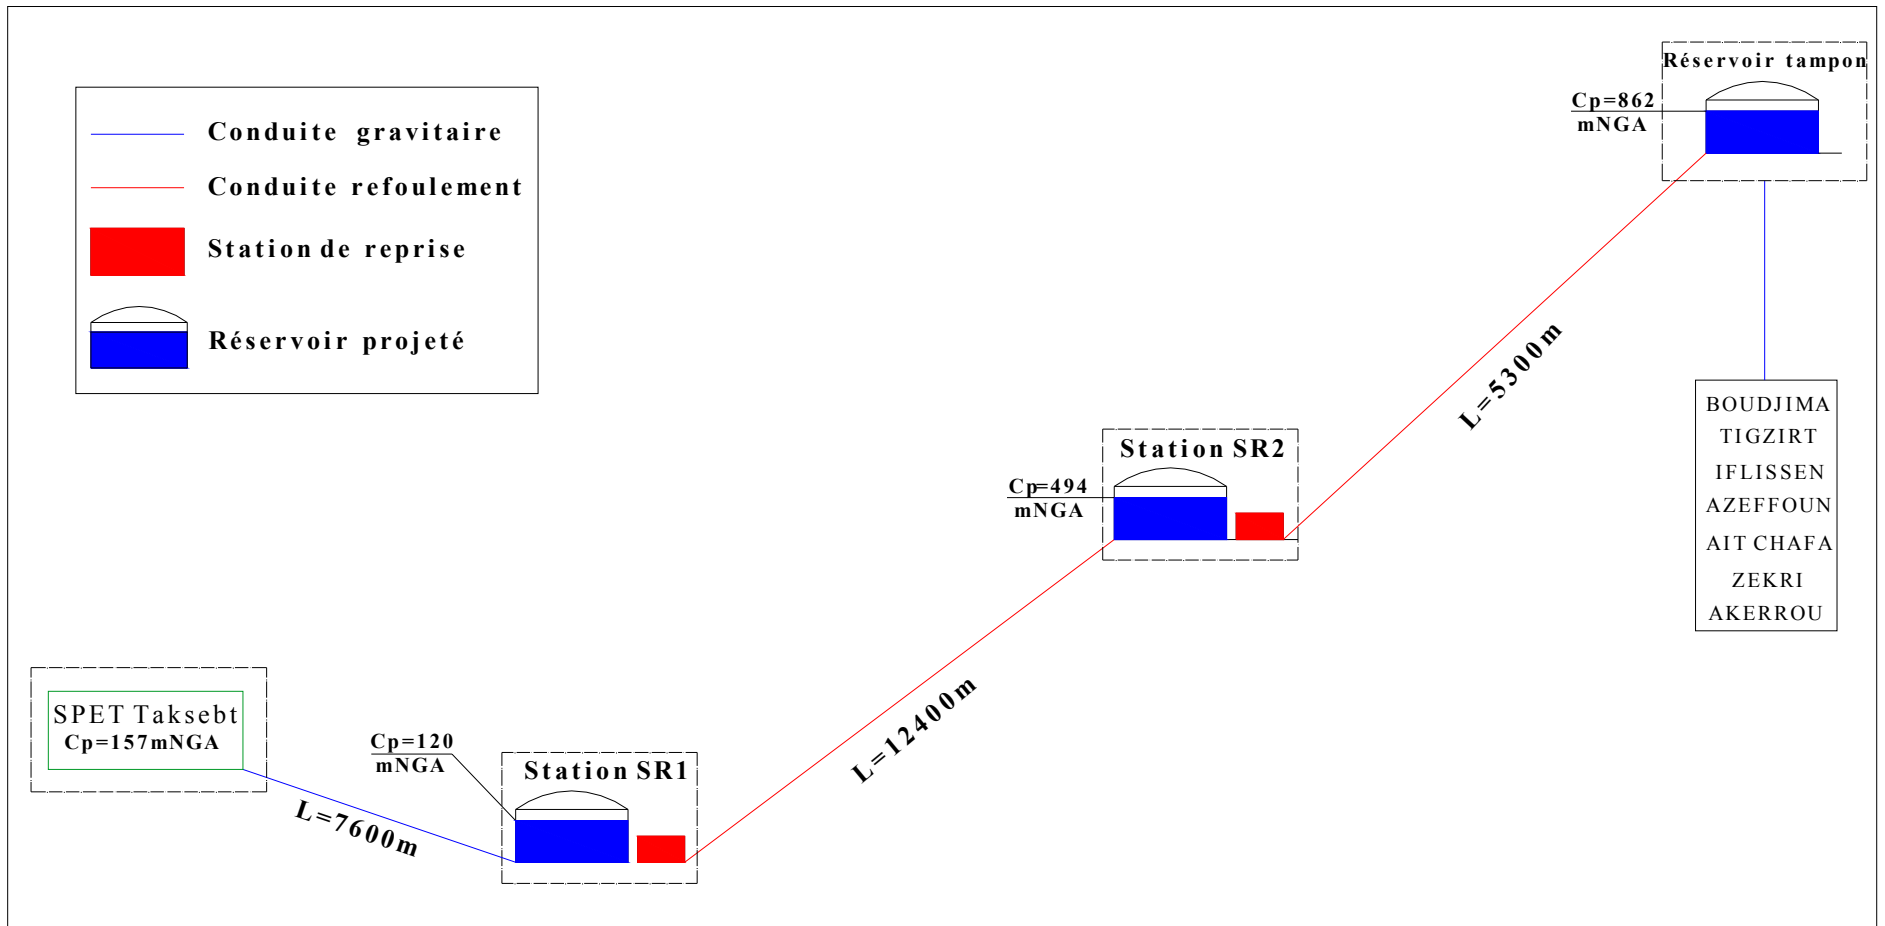 Conduite gravitaire
Conduite refoulement
Station de reprise
Réservoir projeté
Réservoir tampon
Cp=862
mNGA
L=5300m
BOUDJIMA
TIGZIRT
IFLISSEN
AZEFFOUN
AIT CHAFA
ZEKRI
AKERROU
Station SR2
Cp=494
mNGA
L=12400m
SPET Taksebt
Cp=157mNGA
L=7600m
Cp=120
mNGA
Station SR1